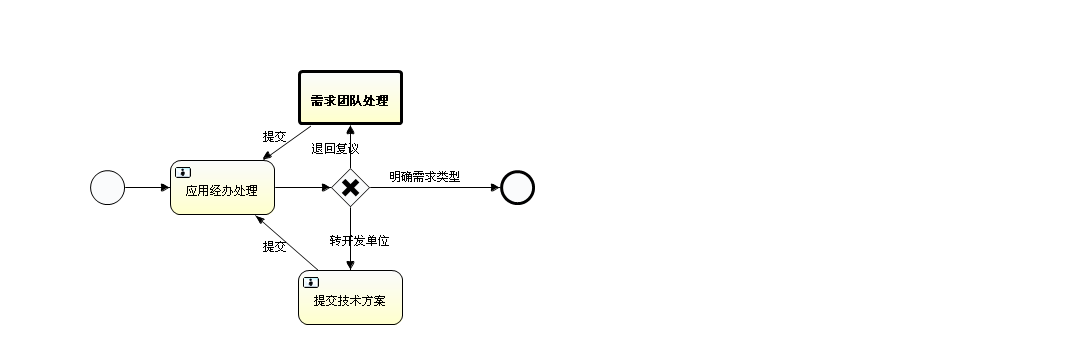 需求团队处理
提交
退回复议
明确需求类型
应用经办处理
提交
转开发单位
提交技术方案